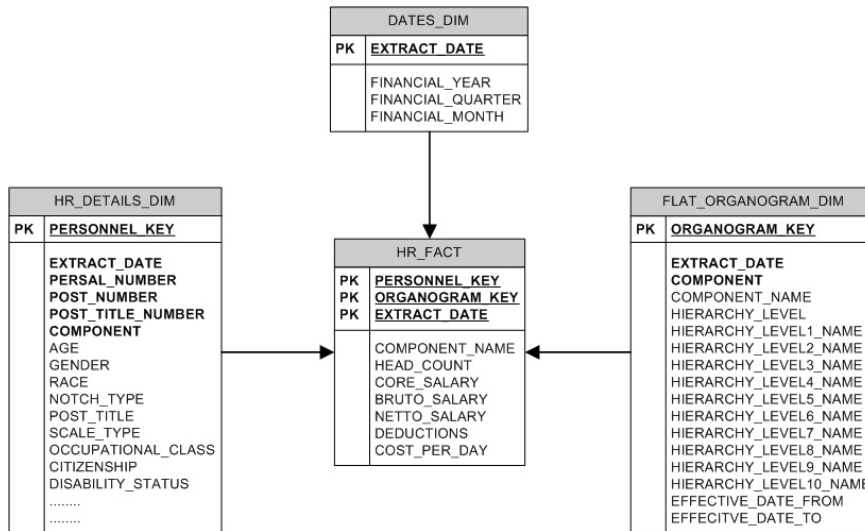 DATES_DIM
PK EXTRACT_DATE
FINANCIAL_YEAR
FINANCIAL_QUARTER
FINANCIAL_MONTH
HR_DETAILS_DIM
PK PERSONNEL_KEY
EXTRACT_DATE
PERSAL_NUMBER
POST_NUMBER
POST_TITLE_NUMBER
COMPONENT
AGE
GENDER
RACE
NOTCH_TYPE
POST_TITLE
SCALE_TYPE
OCCUPATIONAL_CLASS
CITIZENSHIP
DISABILITY_STATUS
........
........
HR_FACT
PK PERSONNEL_KEY
PK ORGANOGRAM_KEY
PK EXTRACT_DATE
COMPONENT_NAME
HEAD_COUNT
CORE_SALARY
BRUTO_SALARY
NETTO_SALARY
DEDUCTIONS
COST_PER_DAY
FLAT_ORGANOGRAM_DIM
PK ORGANOGRAM_KEY
EXTRACT_DATE
COMPONENT
COMPONENT_NAME
HIERARCHY_LEVEL
HIERARCHY_LEVEL1_NAME
HIERARCHY_LEVEL2_NAME
HIERARCHY_LEVEL3_NAME
HIERARCHY_LEVEL4_NAME
HIERARCHY_LEVEL5_NAME
HIERARCHY_LEVEL6_NAME
HIERARCHY_LEVEL7_NAME
HIERARCHY_LEVEL8_NAME
HIERARCHY_LEVEL9_NAME
HIERARCHY_LEVEL10_NAME
EFFECTIVE_DATE_FROM
EFFECITVE_DATE_TO